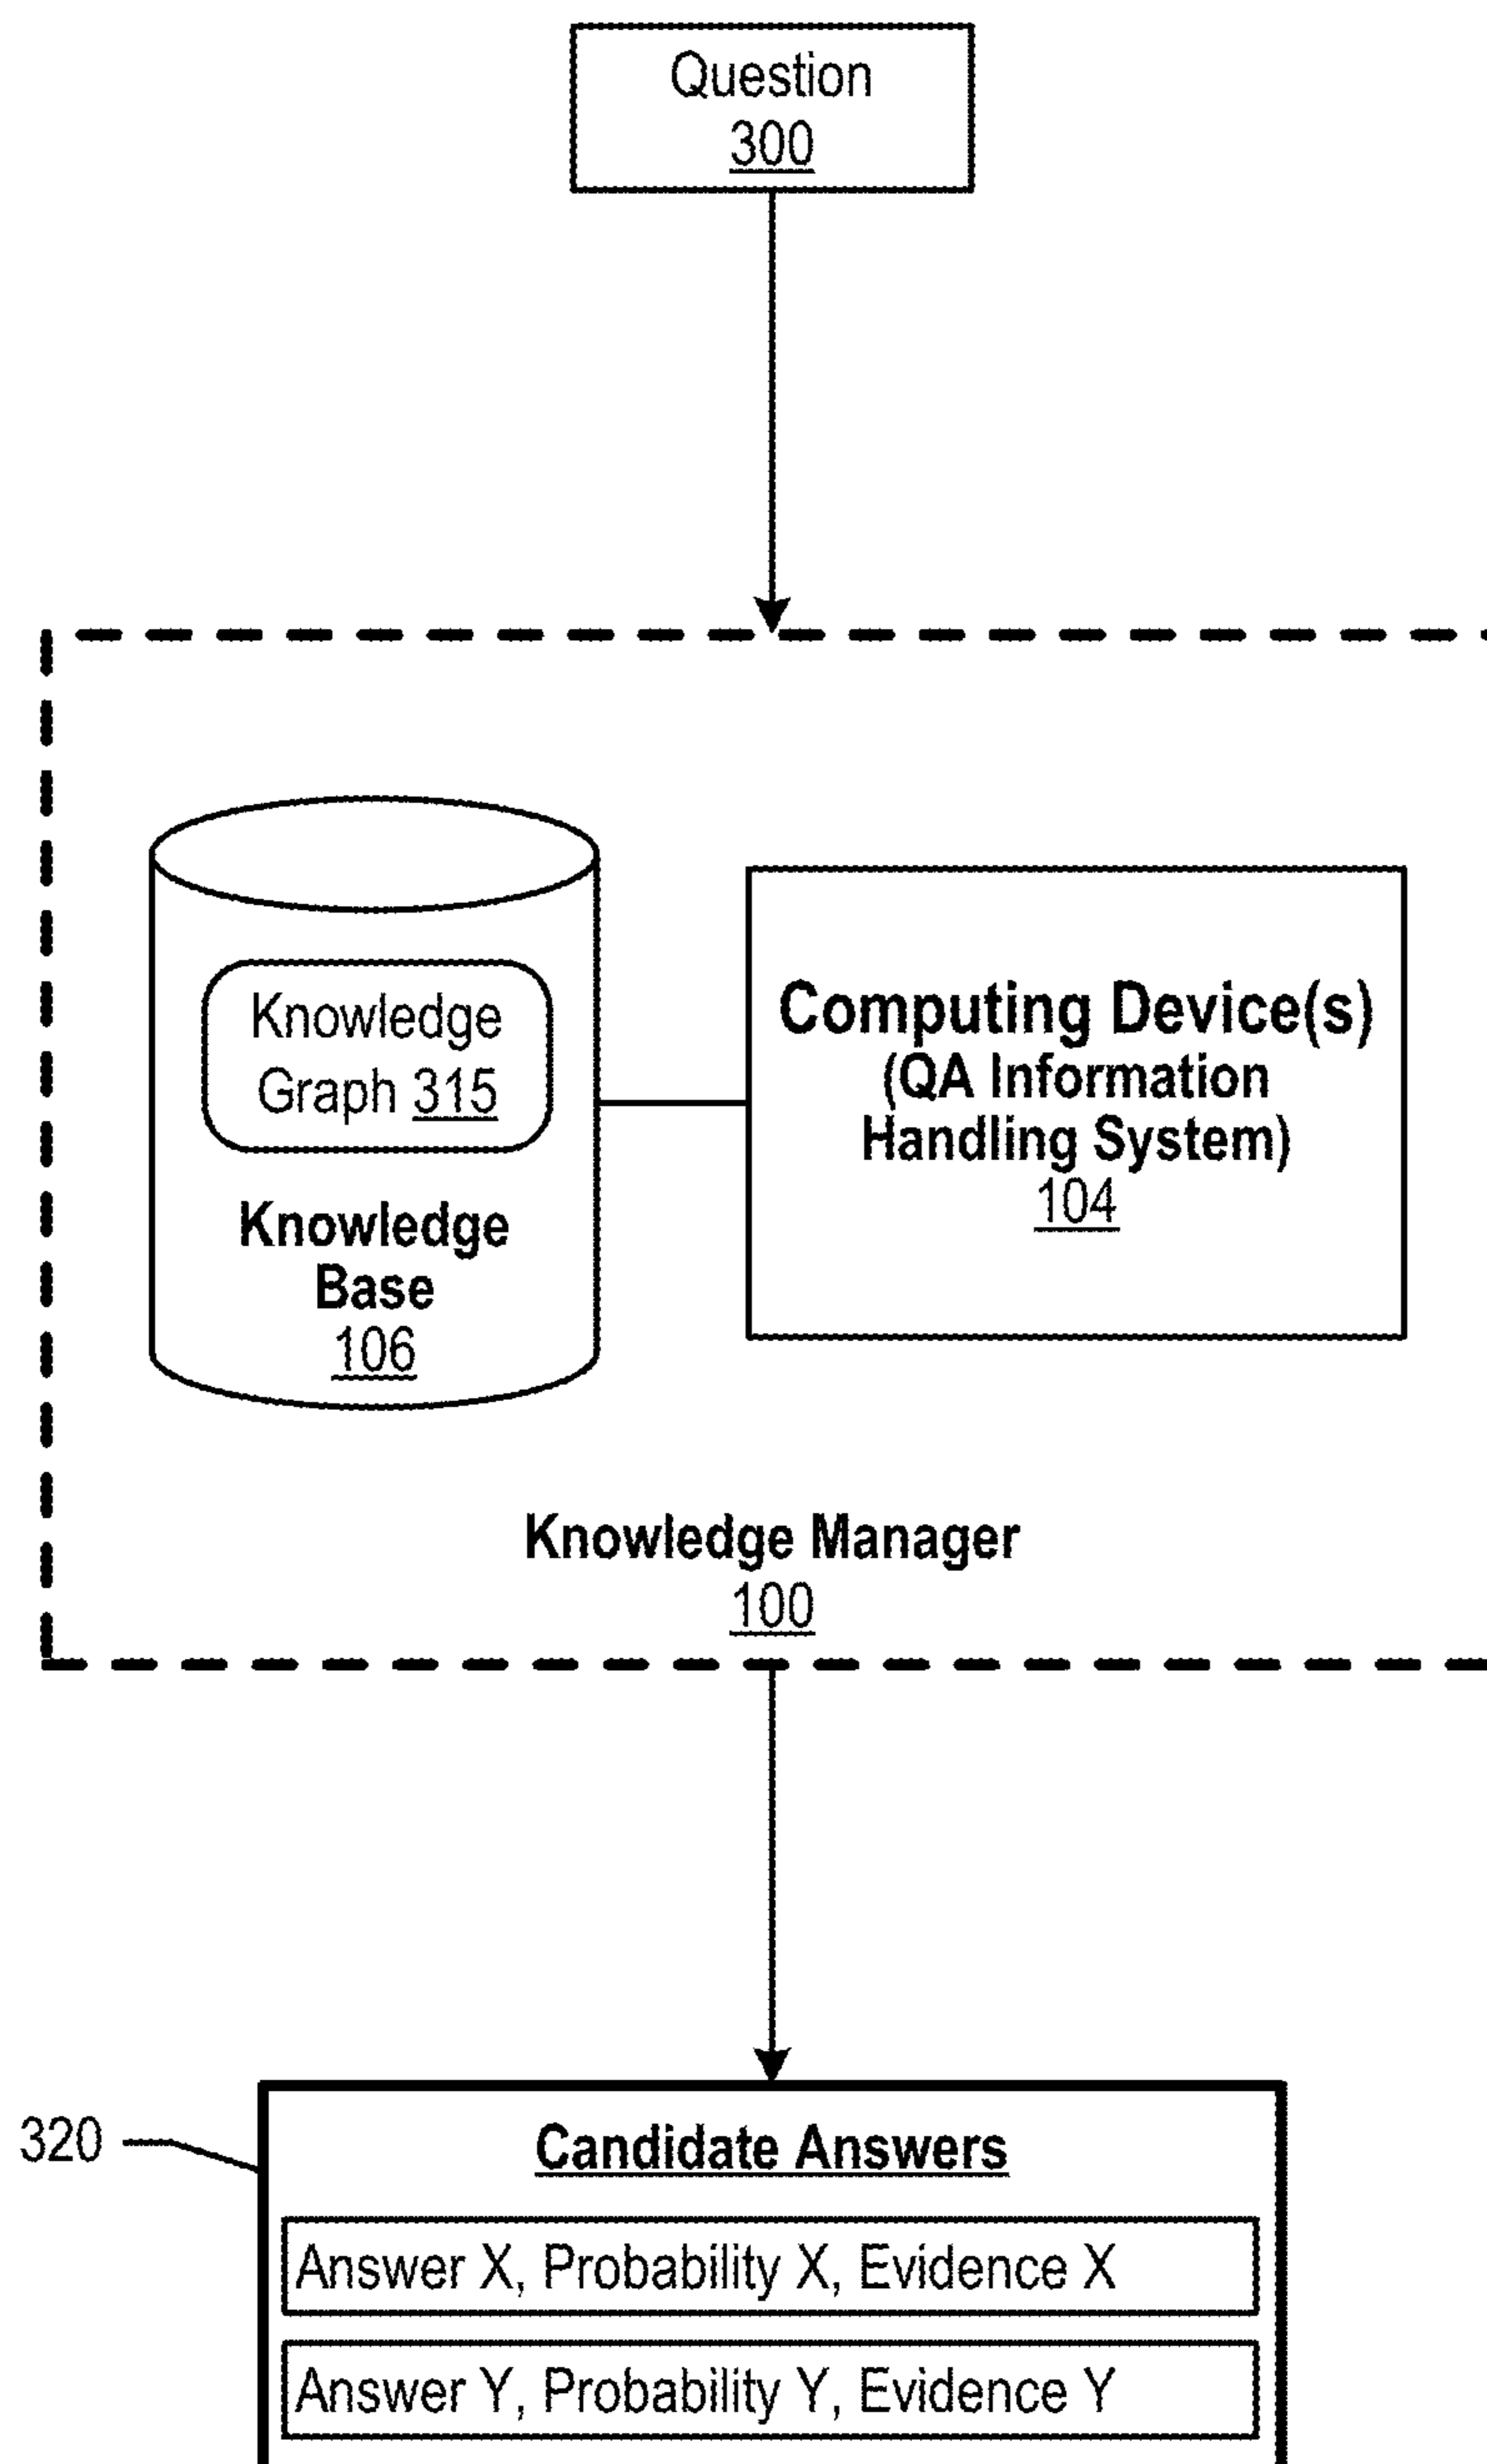 Question
300
Knowledge
Graph 315
Knowledge
Base
106
Computing Device(s)
(QA Information
Handling System)
104
Knowledge Manager
100
320
Candidate Answers
Answer X, Probability X, Evidence X
Answer Y, Probability Y, Evidence Y